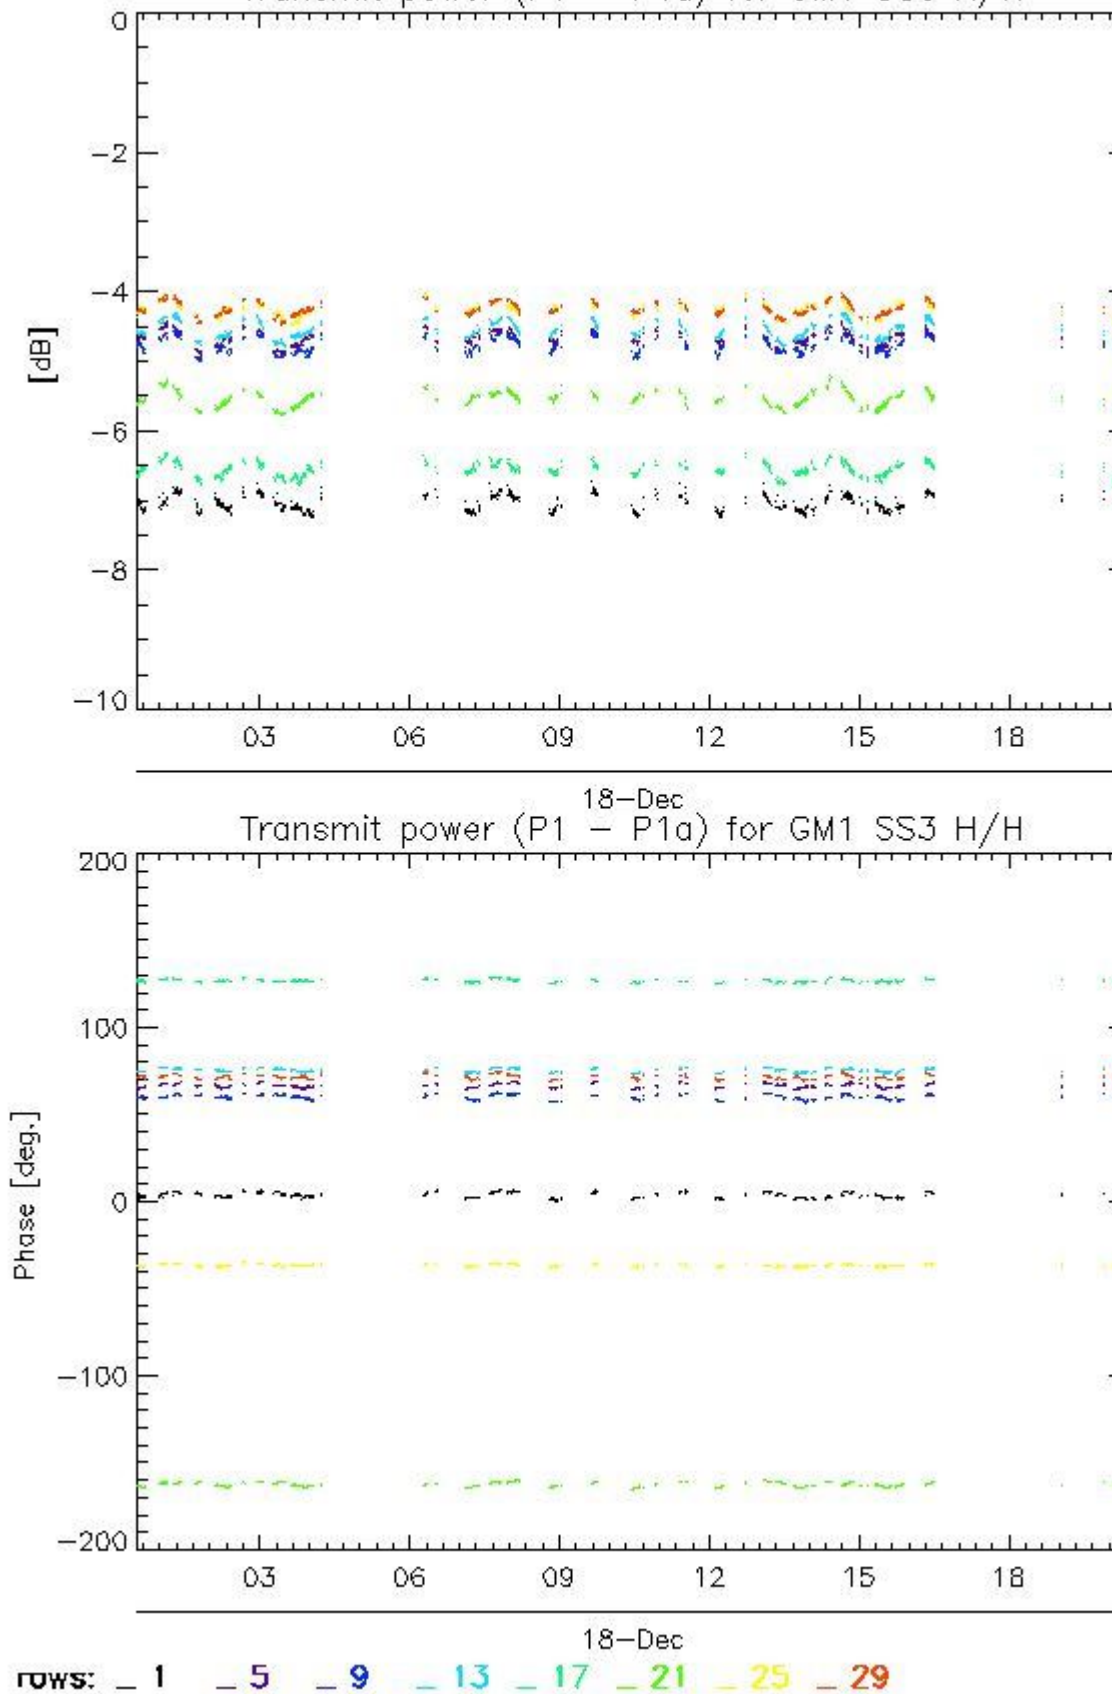 0
-2
-4
[dB]
-6
-8
-10
03 06 09 12 15 18
18-Dec
Transmit power (P1 - P1a) for GM1 SS3 H/H
200
100
0
Phase [deg.]
-100
-200
03 06 09 12 15 18
18-Dec
rows: _ 1 _ 5 _ 9 _ 13 _ 17 _ 21 _ 25 _ 29